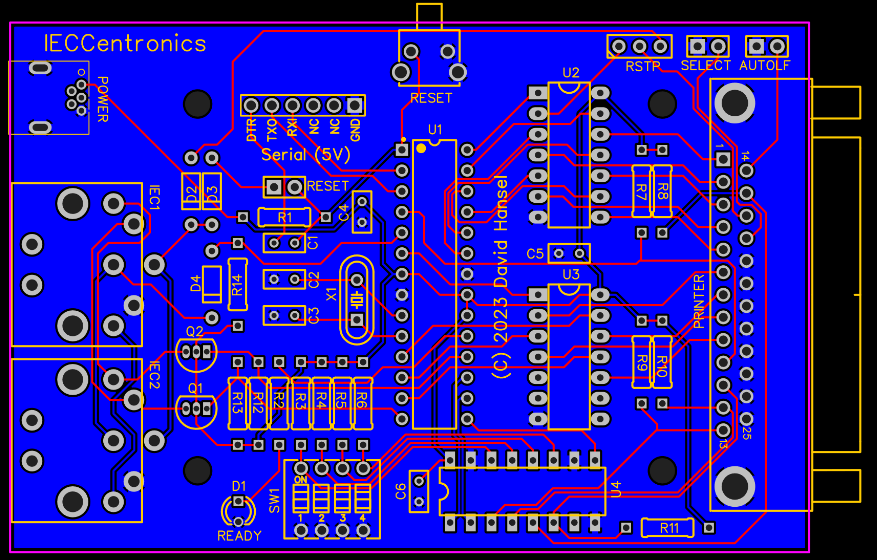 IECCentronics
POWER
DTR
TXO
RXI
NC
NC
GND
Serial (5V)
RESET
RSTP
SELECT
AUTOLF
U2
U1
RESET
D2
D3
R1
C4
C1
IEC1
R7
R8
1
14
C5
D4
R14
C2
X1
C3
U3
PRINTER
(C) 2023 David Hansel
Q2
IEC2
Q1
R13
R12
R2
R3
R4
R5
R6
R9
R10
13
25
ON
SW1
1
2
3
4
C6
U4
D1
READY
R11